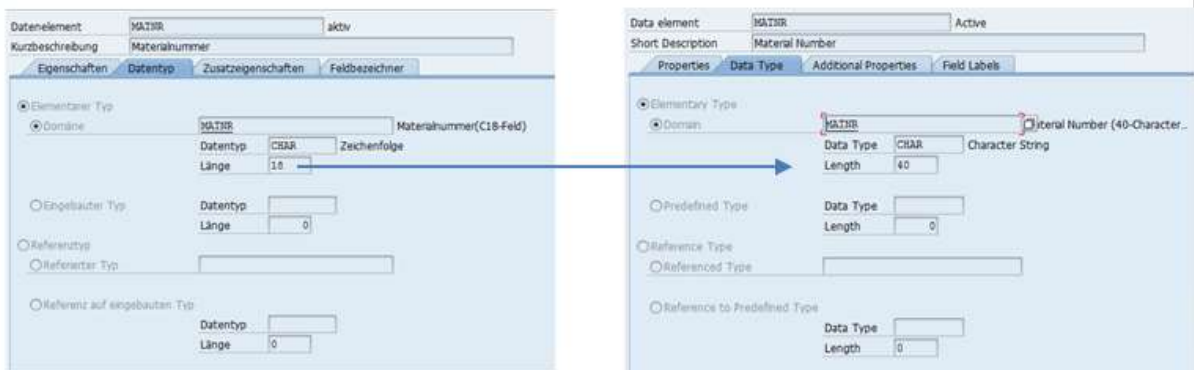 Datenelement MATNR aktiv
Kurzbeschreibung Materialnummer
Eigenschaften Datentyp Zusatzeigenschaften Feldbezeichner
Elementarer Typ
Domäne MATNR Materialnummer(C18-Feld)
Datentyp CHAR Zeichenfolge
Länge 18
Eingebauter Typ Datentyp
Länge 0
Referenztyp
Referierter Typ
Referenz auf eingebauten Typ
Datentyp
Länge 0
Data element MATNR Active
Short Description Material Number
Properties Data Type Additional Properties Field Labels
Elementary Type
Domain MATNR iterial Number (40-Character..
Data Type CHAR Character String
Length 40
Predefined Type Data Type
Length 0
Reference Type
Referenced Type
Reference to Predefined Type
Data Type
Length 0